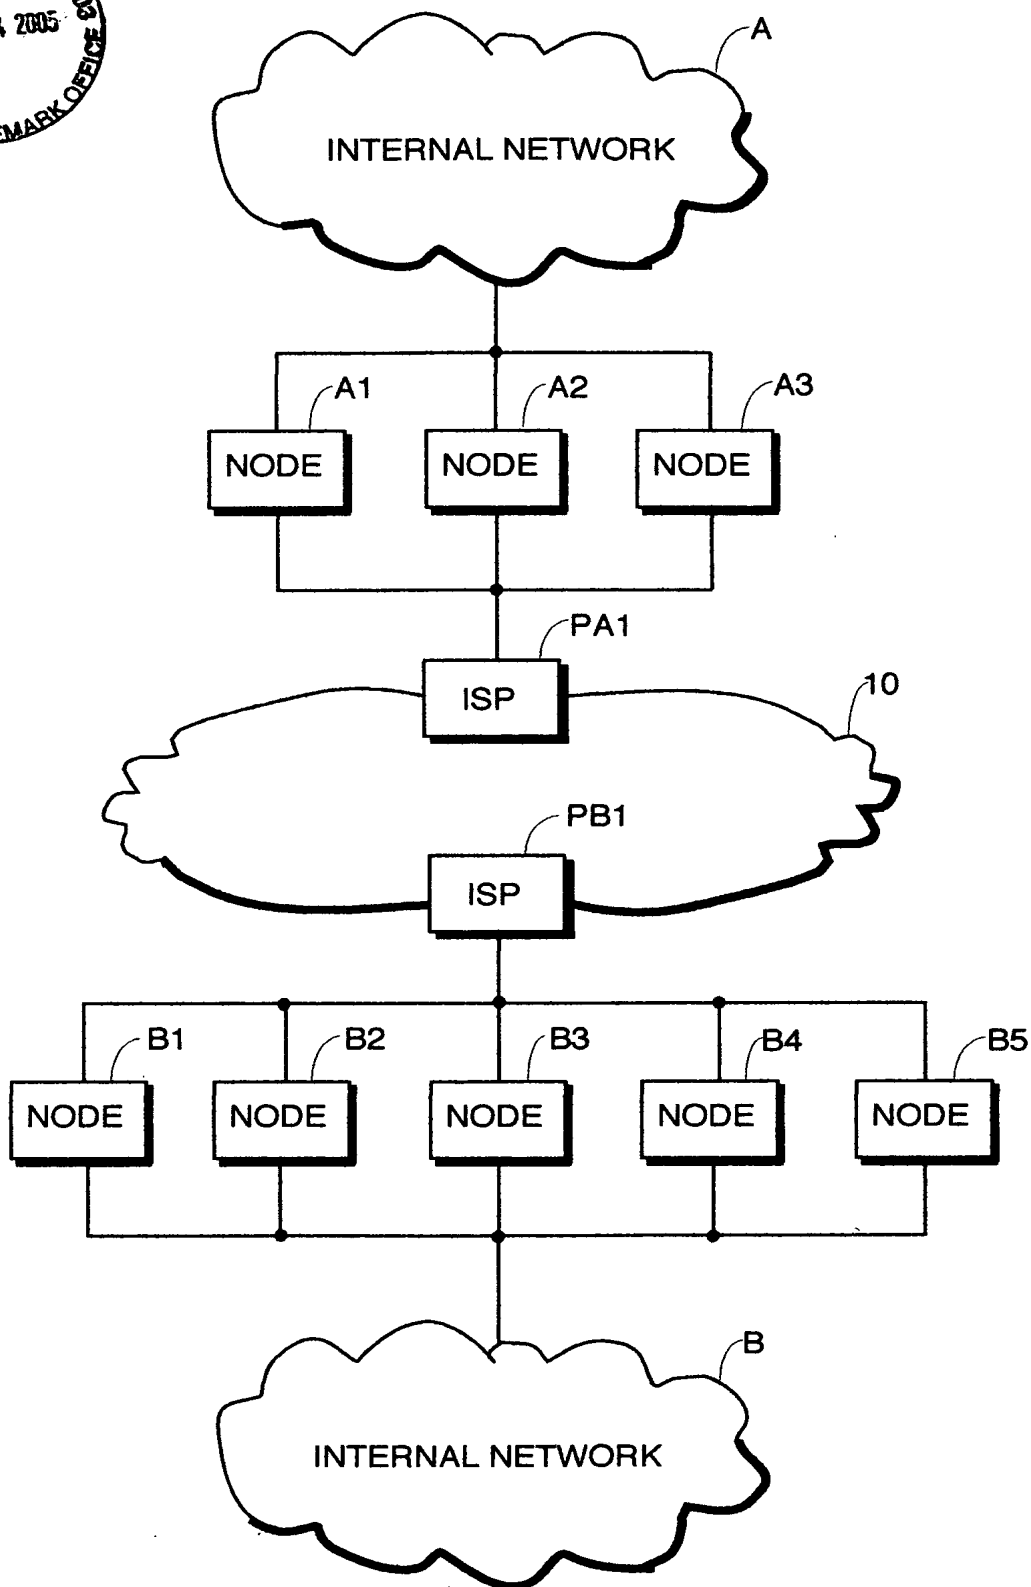 2005
EMARK OFFICE
A
INTERNAL NETWORK
A1
A2
A3
NODE
NODE
NODE
PA1
ISP
10
PB1
ISP
B1
B2
B3
B4
B5
NODE
NODE
NODE
NODE
NODE
B
INTERNAL NETWORK